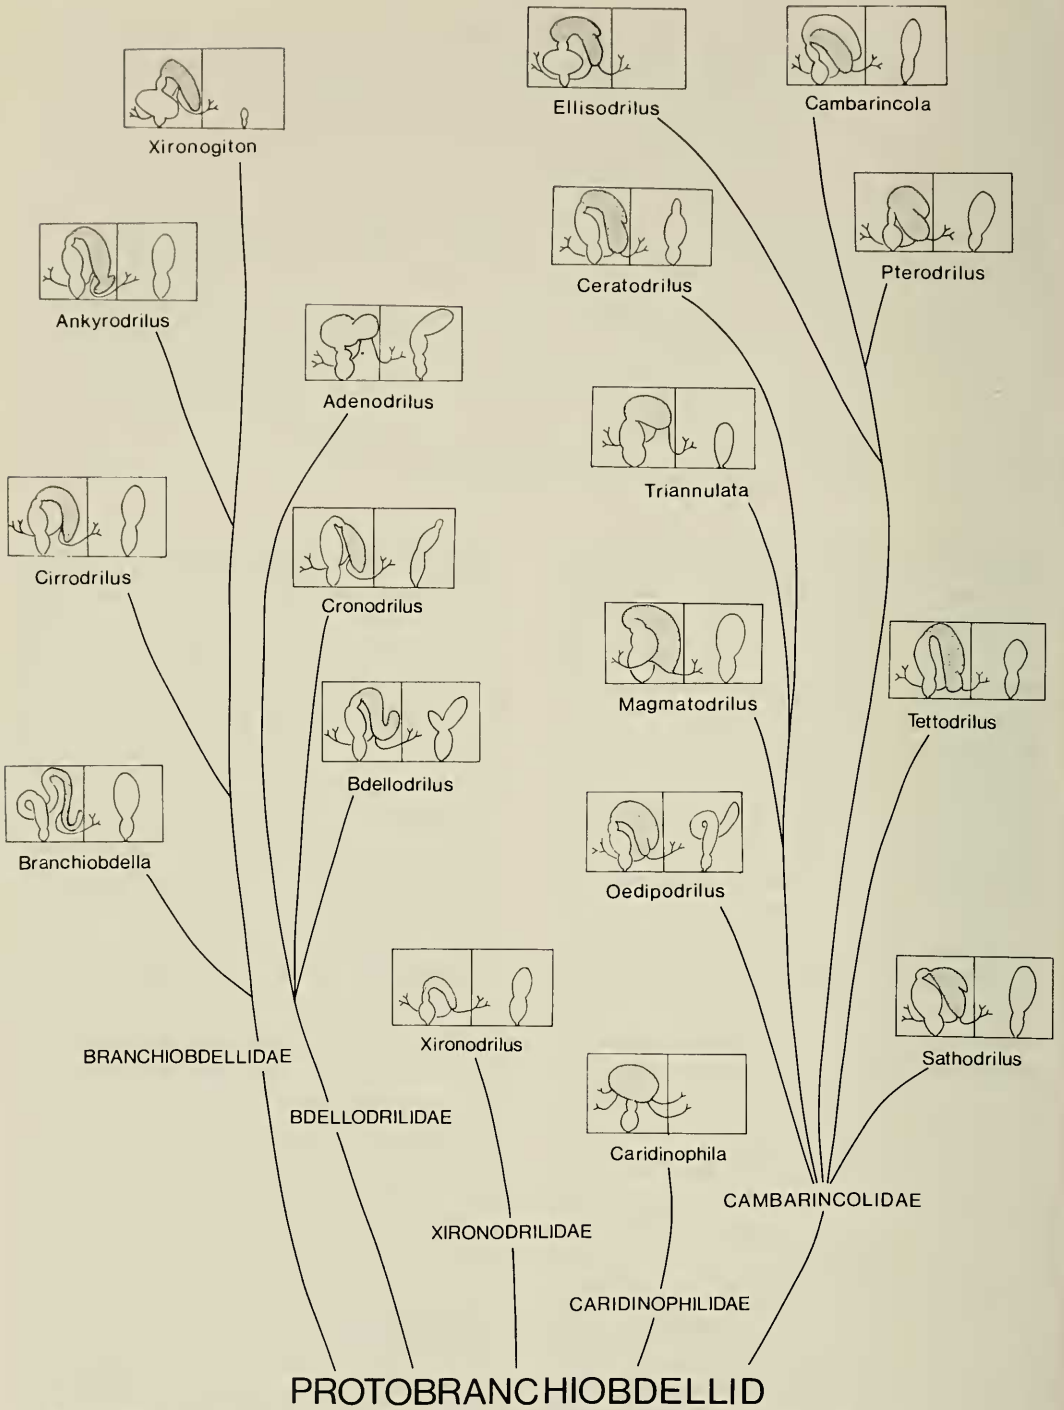 Ellisodrilus
Cambarincola
Xironogiton
Pterodrilus
Ceratodrilus
Ankyrodrilus
Adenodrilus
Triannulata
Cirrodrilus
Cronodrilus
Magmatodrilus
Tettodrilus
Bdellodrilus
Branchiobdella
Oedipodrilus
Xironodrilus
BRANCHIOBDELLIDAE
Sathodrilus
BDELLODRILIDAE
Caridinophila
CAMBARINCOLIDAE
XIRONODRILIDAE
CARIDINOPHILIDAE
PROTOBRANCHIOBDELLID